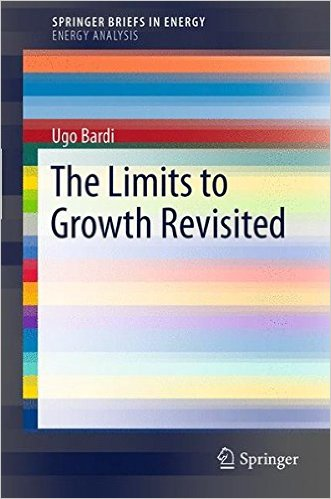 SPRINGER BRIEFS IN ENERGY
ENERGY ANALYSIS
Ugo Bardi
The Limits to
Growth Revisited
Springer